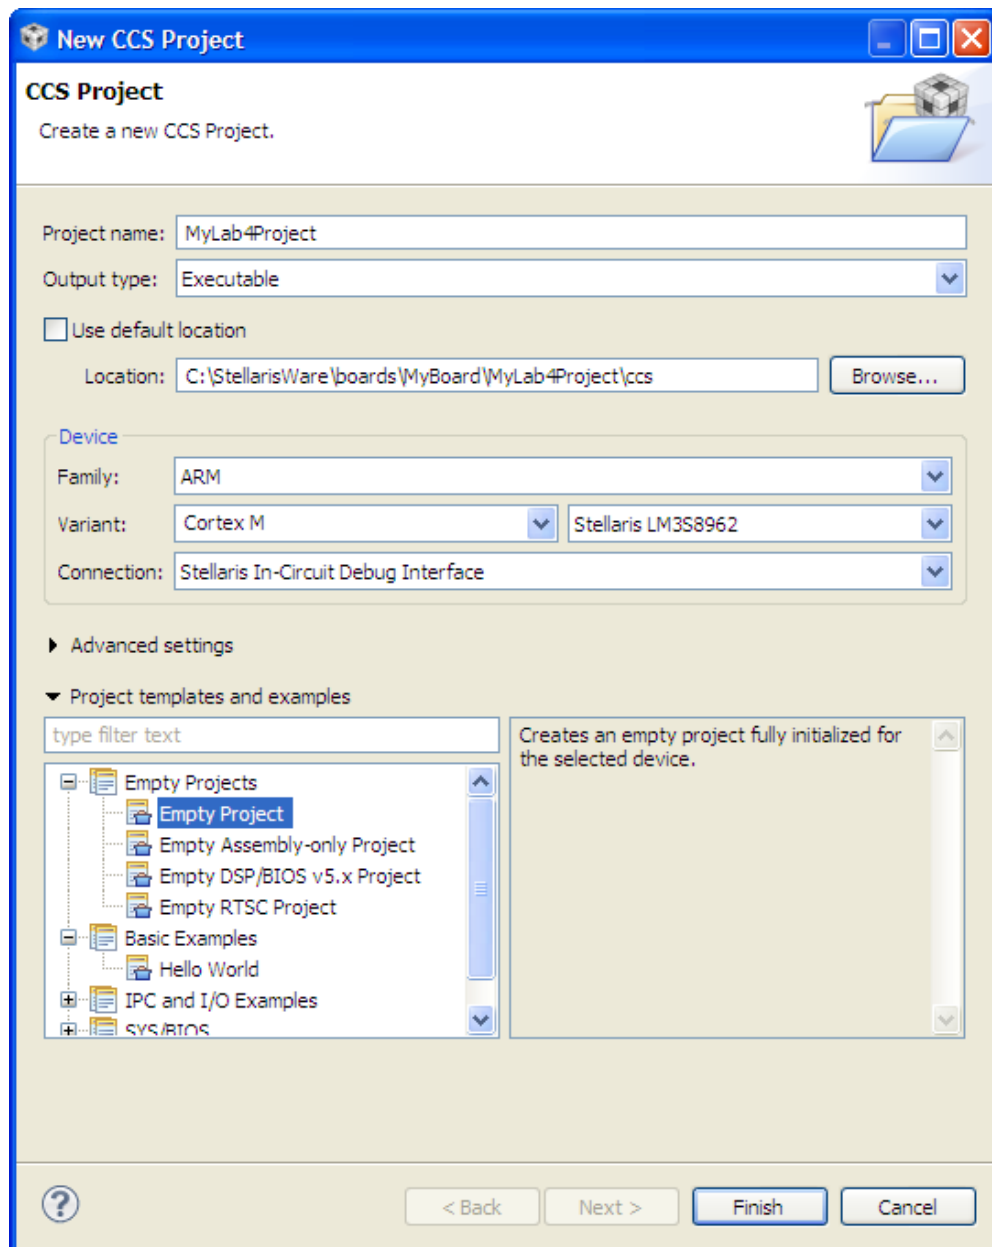 New CCS Project
CCS Project
Create a new CCS Project.
Project name: MyLab4Project
Output type: Executable
Use default location
Location: C:\StellarisWare\boards\MyBoard\MyLab4Project\ccs Browse...
Device
Family: ARM
Variant: Cortex M Stellaris LM3S8962
Connection: Stellaris In-Circuit Debug Interface
Advanced settings
Project templates and examples
type filter text
Empty Projects
Empty Project
Empty Assembly-only Project
Empty DSP/BIOS v5.x Project
Empty RTSC Project
Basic Examples
Hello World
IPC and I/O Examples
SYS/BIOS
Creates an empty project fully initialized for
the selected device.
? < Back Next > Finish Cancel